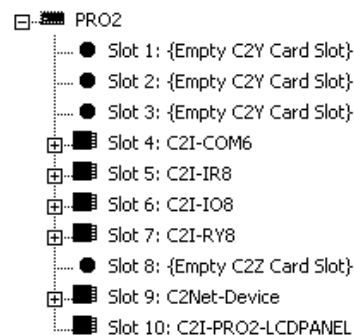 PRO2
Slot 1: {Empty C2Y Card Slot}
Slot 2: {Empty C2Y Card Slot}
Slot 3: {Empty C2Y Card Slot}
Slot 4: C2I-COM6
Slot 5: C2I-IR8
Slot 6: C2I-IO8
Slot 7: C2I-RY8
Slot 8: {Empty C2Z Card Slot}
Slot 9: C2Net-Device
Slot 10: C2I-PRO2-LCDPANEL